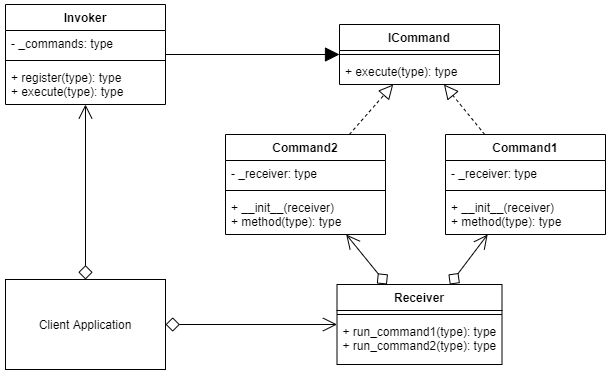 Invoker
- _commands: type
+ register(type): type
+ execute(type): type
ICommand
+ execute(type): type
Command2
- _receiver: type
+ __init__(receiver)
+ method(type): type
Command1
- _receiver: type
+ __init__(receiver)
+ method(type): type
Client Application
Receiver
+ run_command1(type): type
+ run_command2(type): type